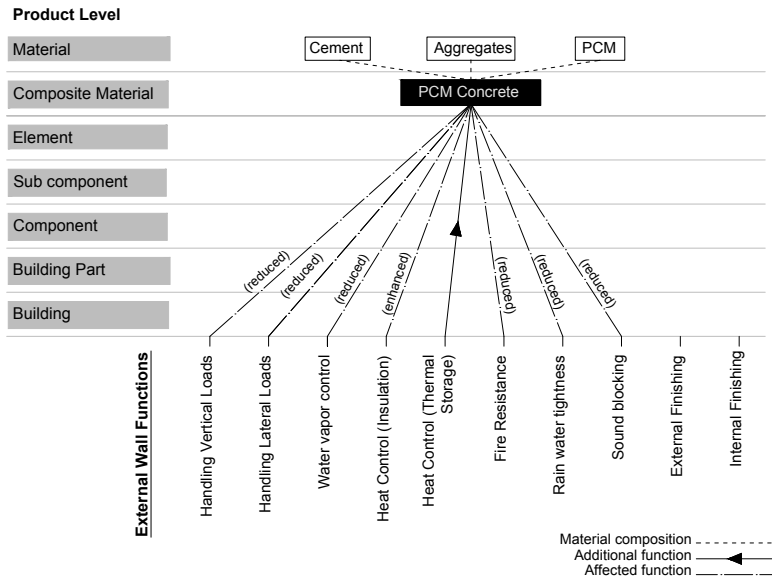 Product Level
Material
Cement
Aggregates
PCM
Composite Material
PCM Concrete
Element
Sub component
Component
Building Part
Building
(reduced)
(reduced)
(reduced)
(enhanced)
(reduced)
(reduced)
(reduced)
External Wall Functions
Handling Vertical Loads
Handling Lateral Loads
Water vapor control
Heat Control (Insulation)
Heat Control (Thermal
Storage)
Fire Resistance
Rain water tightness
Sound blocking
External Finishing
Internal Finishing
Material composition
Additional function
Affected function